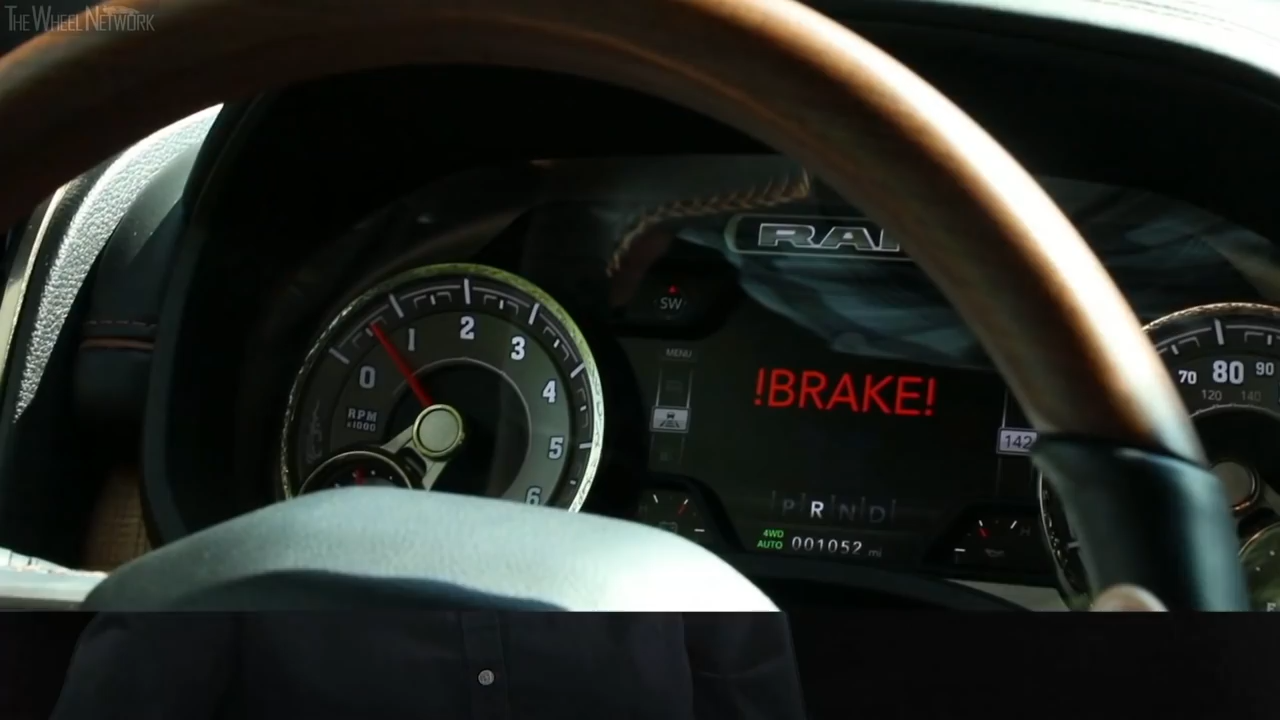 THE WHEEL NETWORK
RAM
SW
MENU
!BRAKE!
0
1
2
3
4
5
6
RPM
x1000
70 80 90
120 140
142
P R N D
4WD
AUTO
001052 mi
H